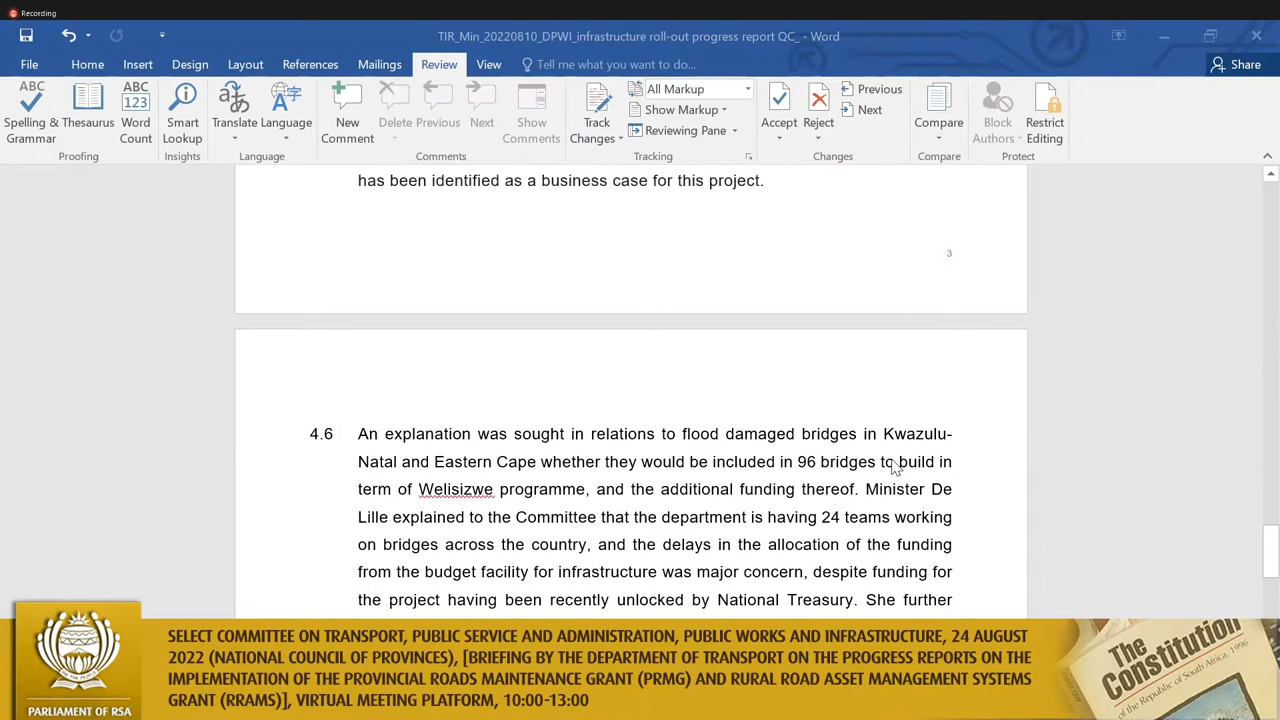 Recording
TIR_Min_20220810_DPWI_infrastructure roll-out progress report QC_ - Word
File Home Insert Design Layout References Mailings Review View Tell me what you want to do... Share
ABC Spelling & Grammar
Thesaurus
ABC 123 Word Count
Smart Lookup
Translate
Language
New Comment
Delete
Previous
Next
Show Comments
Track Changes
All Markup
Show Markup
Reviewing Pane
Accept
Reject
Previous
Next
Compare
Block Authors
Restrict Editing
Proofing Insights Language Comments Tracking Changes Compare Protect
has been identified as a business case for this project.
3
4.6 An explanation was sought in relations to flood damaged bridges in Kwazulu-
Natal and Eastern Cape whether they would be included in 96 bridges to build in
term of Welisizwe programme, and the additional funding thereof. Minister De
Lille explained to the Committee that the department is having 24 teams working
on bridges across the country, and the delays in the allocation of the funding
from the budget facility for infrastructure was major concern, despite funding for
the project having been recently unlocked by National Treasury. She further
SELECT COMMITTEE ON TRANSPORT, PUBLIC SERVICE AND ADMINISTRATION, PUBLIC WORKS AND INFRASTRUCTURE, 24 AUGUST
2022 (NATIONAL COUNCIL OF PROVINCES), [BRIEFING BY THE DEPARTMENT OF TRANSPORT ON THE PROGRESS REPORTS ON THE
IMPLEMENTATION OF THE PROVINCIAL ROADS MAINTENANCE GRANT (PRMG) AND RURAL ROAD ASSET MANAGEMENT SYSTEMS
GRANT (RRAMS)], VIRTUAL MEETING PLATFORM, 10:00-13:00
PARLIAMENT OF RSA
The
Constitution
of the Republic of South Africa, 1996